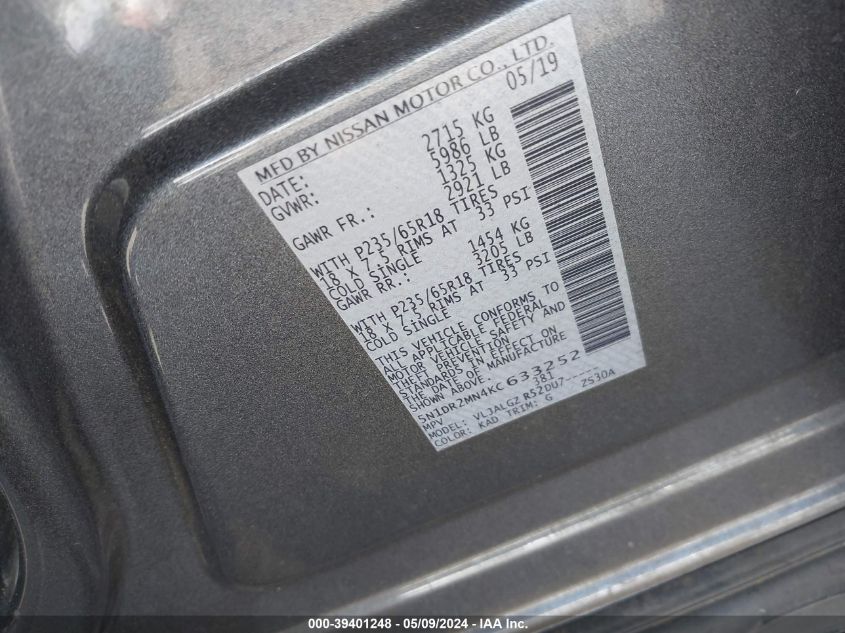 MFD BY NISSAN MOTOR CO., LTD.
DATE: 05/19
GVWR: 2715 KG
5986 LB
GAWR FR.: 1325 KG
2921 LB
WITH P235/65R18 TIRES
18 X 7.5 RIMS AT 33 PSI
COLD SINGLE
GAWR RR.: 1454 KG
3205 LB
WITH P235/65R18 TIRES
18 X 7.5 RIMS AT 33 PSI
COLD SINGLE
THIS VEHICLE CONFORMS TO
ALL APPLICABLE FEDERAL
MOTOR VEHICLE SAFETY AND
THEFT PREVENTION
STANDARDS IN EFFECT ON
THE DATE OF MANUFACTURE
SHOWN ABOVE.
5N1DR2MN4KC633252
MPV 381
MODEL: VLJALGZ R52DU7-----
COLOR: KAD TRIM: G ZS30A
000-39401248 - 05/09/2024 - IAA Inc.